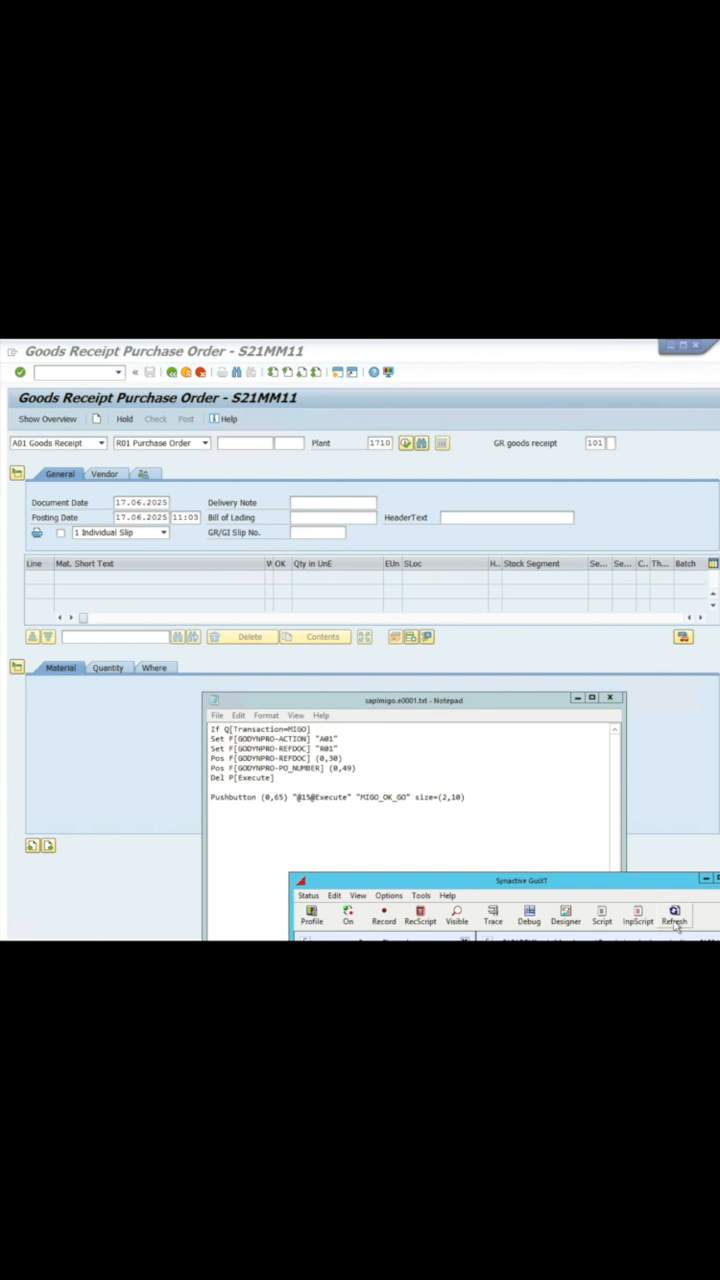 Goods Receipt Purchase Order - S21MM11
Goods Receipt Purchase Order - S21MM11
Show Overview Hold Check Post Help
A01 Goods Receipt R01 Purchase Order Plant 1710 GR goods receipt 101
General Vendor
Document Date 17.06.2025 Delivery Note
Posting Date 17.06.2025 11:03 Bill of Lading HeaderText
1 Individual Slip GR/GI Slip No.
Line Mat. Short Text OK Qty in UnE EUn SLoc H.. Stock Segment Se... Se... C.. Th... Batch
Delete Contents
Material Quantity Where
sapimigo.e0001.txt - Notepad
File Edit Format View Help
If Q[Transaction=MIGO]
Set F[GODYNPRO-ACTION] "A01"
Set F[GODYNPRO-REFDOC] "R01"
Pos F[GODYNPRO-REFDOC] (0,30)
Pos F[GODYNPRO-PO_NUMBER] (0,49)
Del P[Execute]
Pushbutton (0,65) "@15@Execute" "MIGO_OK_GO" size=(2,10)
Synactive GuiXT
Status Edit View Options Tools Help
Profile On Record RecScript Visible Trace Debug Designer Script InpScript Refresh